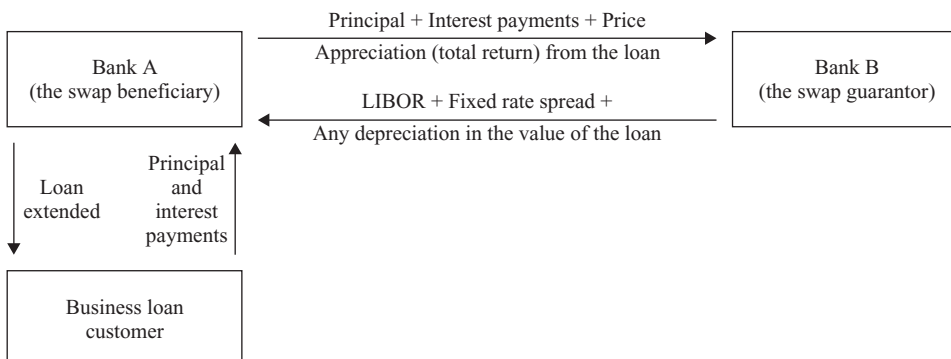 Principal + Interest payments + Price
Appreciation (total return) from the loan
Bank A
(the swap beneficiary)
Bank B
(the swap guarantor)
LIBOR + Fixed rate spread +
Any depreciation in the value of the loan
Loan
extended
Principal
and
interest
payments
Business loan
customer